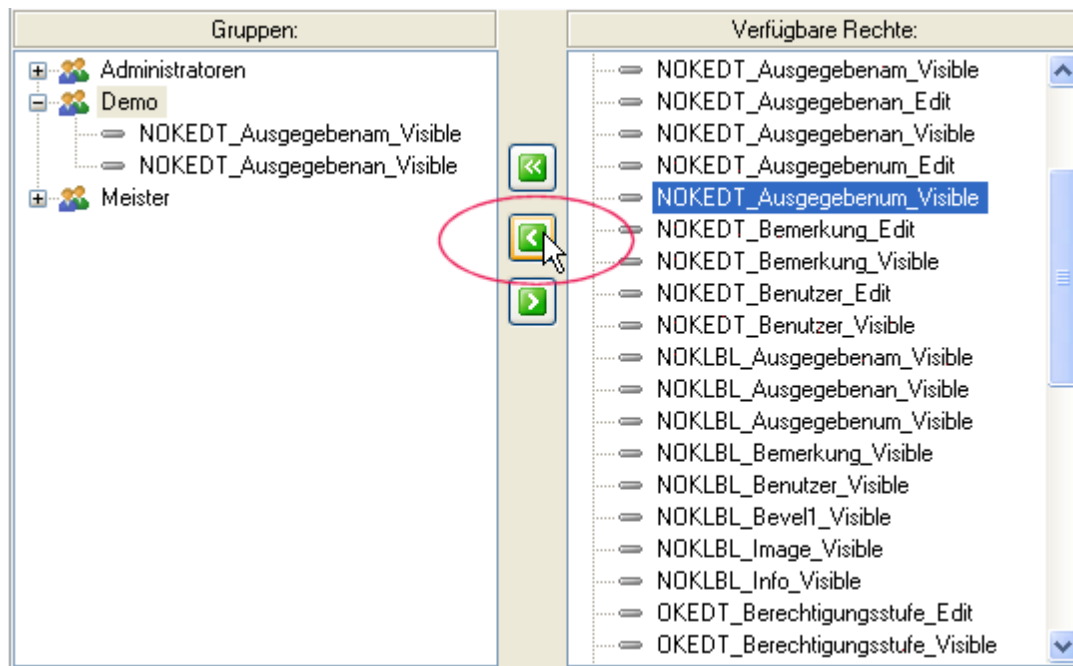 Gruppen:
Administratoren
Demo
NOKEDT_Ausgegebenam_Visible
NOKEDT_Ausgegebenan_Visible
Meister
Verfügbare Rechte:
NOKEDT_Ausgegebenam_Visible
NOKEDT_Ausgegebenan_Edit
NOKEDT_Ausgegebenan_Visible
NOKEDT_Ausgegebenum_Edit
NOKEDT_Ausgegebenum_Visible
NOKEDT_Bemerkung_Edit
NOKEDT_Bemerkung_Visible
NOKEDT_Benutzer_Edit
NOKEDT_Benutzer_Visible
NOKLBL_Ausgegebenam_Visible
NOKLBL_Ausgegebenan_Visible
NOKLBL_Ausgegebenum_Visible
NOKLBL_Bemerkung_Visible
NOKLBL_Benutzer_Visible
NOKLBL_Bevel1_Visible
NOKLBL_Image_Visible
NOKLBL_Info_Visible
OKEDT_Berechtigungsstufe_Edit
OKEDT_Berechtigungsstufe_Visible